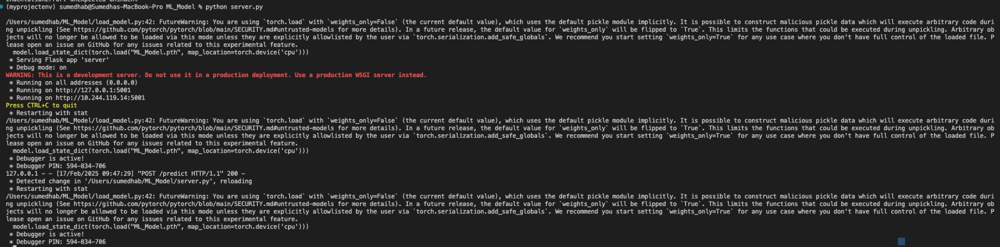 IndentationError: unexpected unindent
(myprojectenv) sumedhab@Sumedhas-MacBook-Pro ML_Model % python server.py
/Users/sumedhab/ML_Model/load_model.py:42: FutureWarning: You are using `torch.load` with `weights_only=False` (the current default value), which uses the default pickle module implicitly. It is possible to construct malicious pickle data which will execute arbitrary code duri
ng unpickling (See https://github.com/pytorch/pytorch/blob/main/SECURITY.md#untrusted-models for more details). In a future release, the default value for `weights_only` will be flipped to `True`. This limits the functions that could be executed during unpickling. Arbitrary ob
jects will no longer be allowed to be loaded via this mode unless they are explicitly allowlisted by the user via `torch.serialization.add_safe_globals`. We recommend you start setting `weights_only=True` for any use case where you don't have full control of the loaded file. P
lease open an issue on GitHub for any issues related to this experimental feature.
  model.load_state_dict(torch.load("ML_Model.pth", map_location=torch.device('cpu')))
 * Serving Flask app 'server'
 * Debug mode: on
WARNING: This is a development server. Do not use it in a production deployment. Use a production WSGI server instead.
 * Running on all addresses (0.0.0.0)
 * Running on http://127.0.0.1:5001
 * Running on http://10.244.119.14:5001
Press CTRL+C to quit
 * Restarting with stat
/Users/sumedhab/ML_Model/load_model.py:42: FutureWarning: You are using `torch.load` with `weights_only=False` (the current default value), which uses the default pickle module implicitly. It is possible to construct malicious pickle data which will execute arbitrary code duri
ng unpickling (See https://github.com/pytorch/pytorch/blob/main/SECURITY.md#untrusted-models for more details). In a future release, the default value for `weights_only` will be flipped to `True`. This limits the functions that could be executed during unpickling. Arbitrary ob
jects will no longer be allowed to be loaded via this mode unless they are explicitly allowlisted by the user via `torch.serialization.add_safe_globals`. We recommend you start setting `weights_only=True` for any use case where you don't have full control of the loaded file. P
lease open an issue on GitHub for any issues related to this experimental feature.
  model.load_state_dict(torch.load("ML_Model.pth", map_location=torch.device('cpu')))
 * Debugger is active!
 * Debugger PIN: 594-834-706
127.0.0.1 - - [17/Feb/2025 09:47:29] "POST /predict HTTP/1.1" 200 -
 * Detected change in '/Users/sumedhab/ML_Model/server.py', reloading
 * Restarting with stat
/Users/sumedhab/ML_Model/load_model.py:42: FutureWarning: You are using `torch.load` with `weights_only=False` (the current default value), which uses the default pickle module implicitly. It is possible to construct malicious pickle data which will execute arbitrary code duri
ng unpickling (See https://github.com/pytorch/pytorch/blob/main/SECURITY.md#untrusted-models for more details). In a future release, the default value for `weights_only` will be flipped to `True`. This limits the functions that could be executed during unpickling. Arbitrary ob
jects will no longer be allowed to be loaded via this mode unless they are explicitly allowlisted by the user via `torch.serialization.add_safe_globals`. We recommend you start setting `weights_only=True` for any use case where you don't have full control of the loaded file. P
lease open an issue on GitHub for any issues related to this experimental feature.
  model.load_state_dict(torch.load("ML_Model.pth", map_location=torch.device('cpu')))
 * Debugger is active!
 * Debugger PIN: 594-834-706